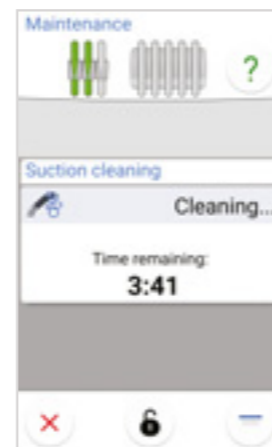 Maintenance
?
Suction cleaning
Cleaning...
Time remaining:
3:41